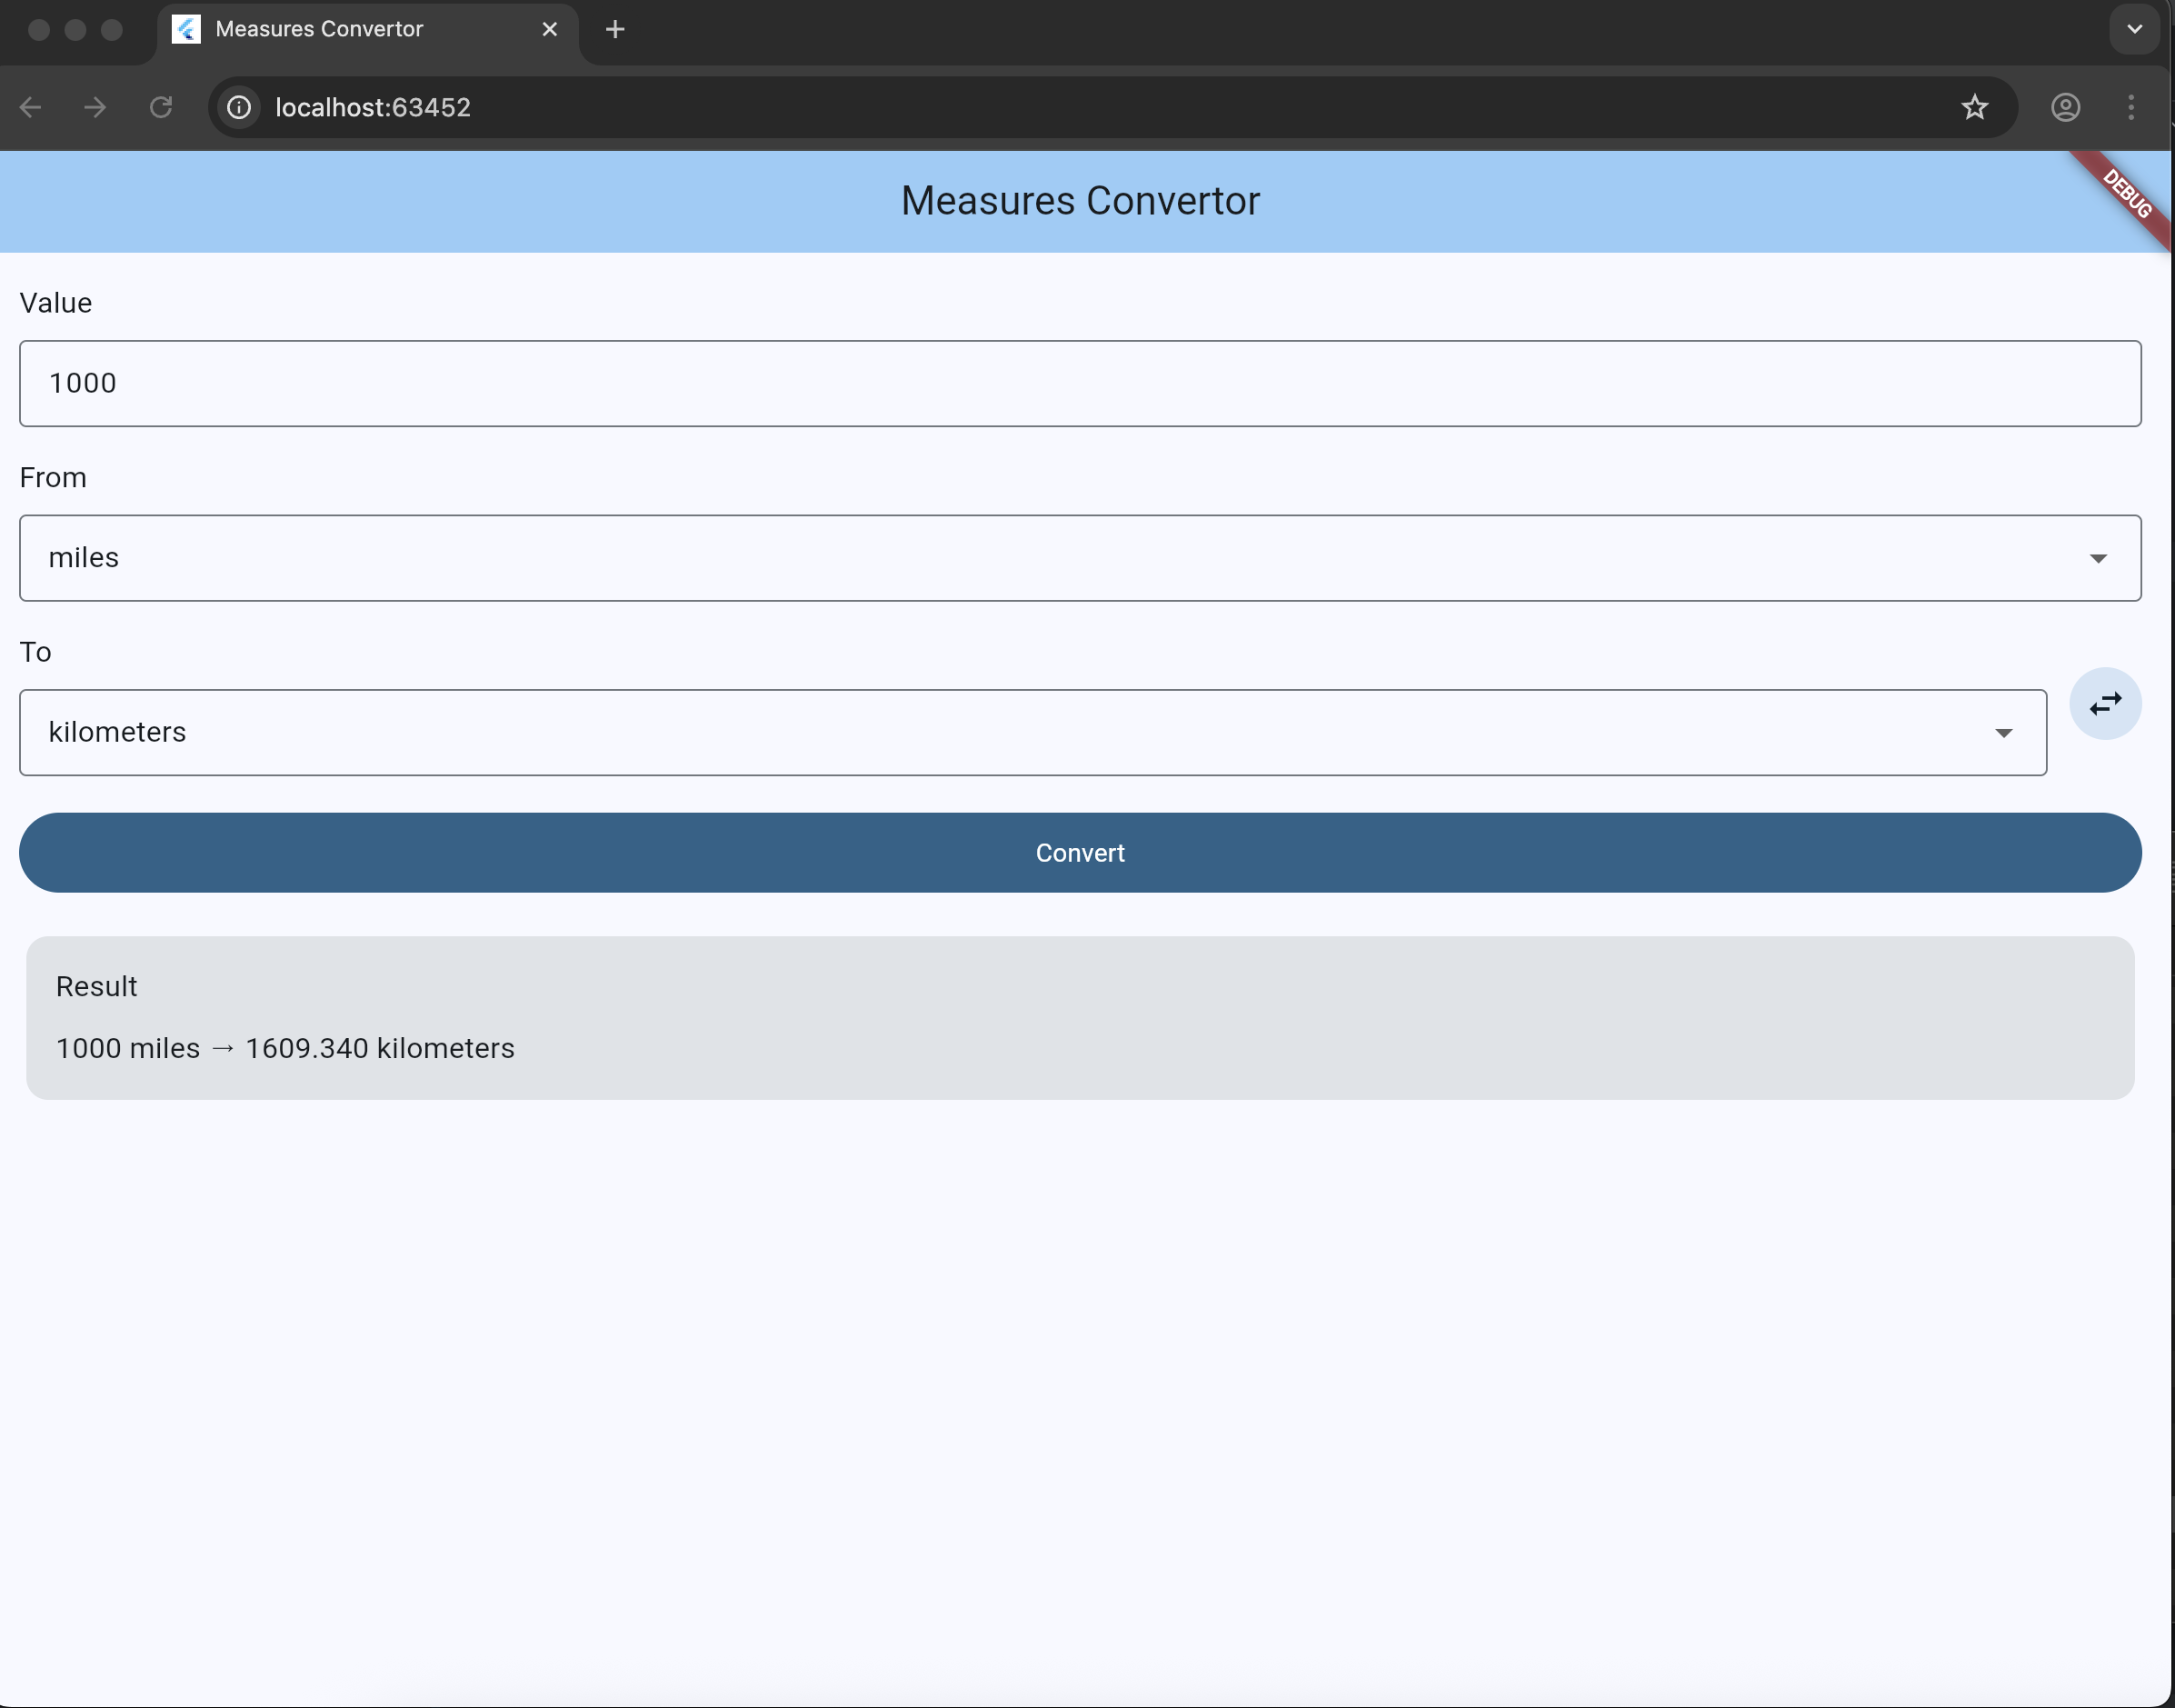 Measures Convertor
localhost:63452
Measures Convertor
DEBUG
Value
1000
From
miles
To
kilometers
Convert
Result
1000 miles → 1609.340 kilometers